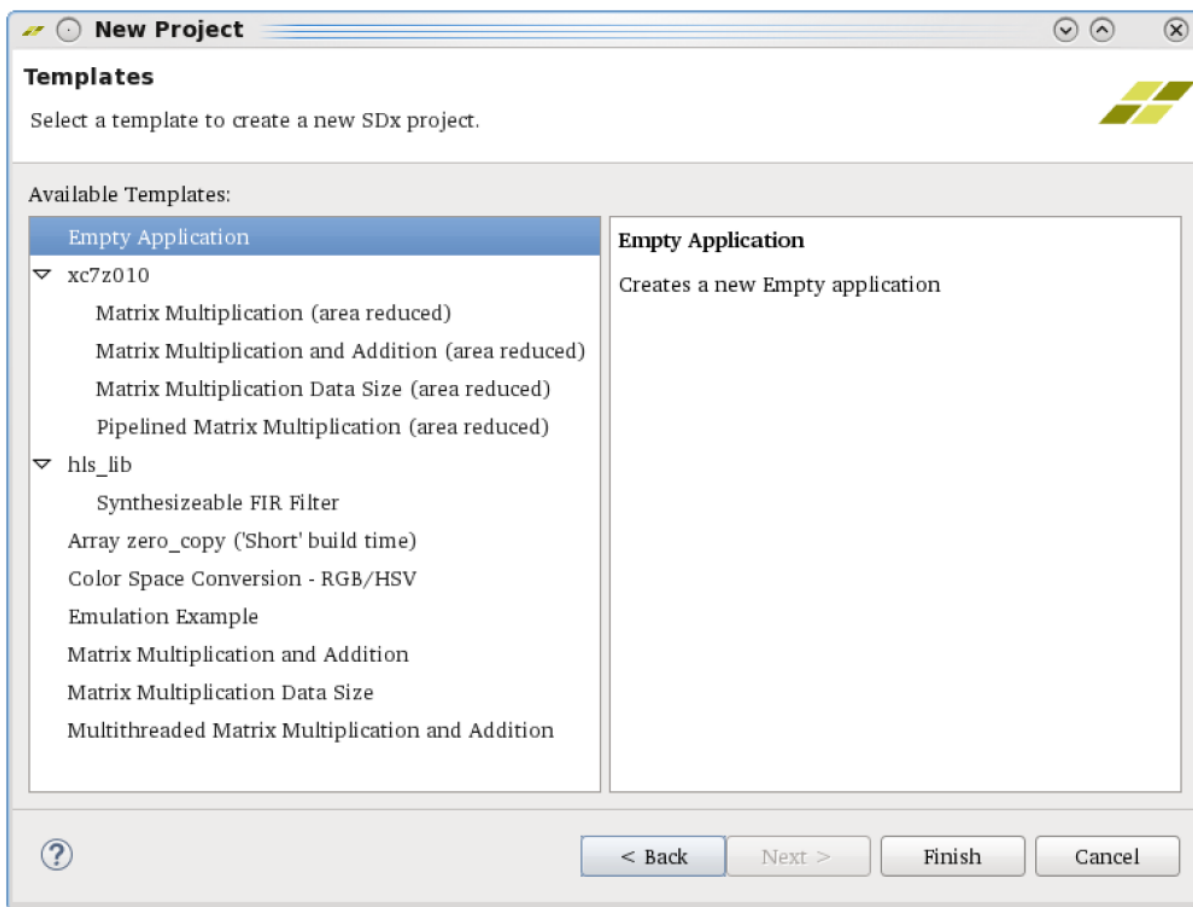 New Project
Templates
Select a template to create a new SDx project.
Available Templates:
Empty Application
xc7z010
Matrix Multiplication (area reduced)
Matrix Multiplication and Addition (area reduced)
Matrix Multiplication Data Size (area reduced)
Pipelined Matrix Multiplication (area reduced)
hls_lib
Synthesizeable FIR Filter
Array zero_copy ('Short' build time)
Color Space Conversion - RGB/HSV
Emulation Example
Matrix Multiplication and Addition
Matrix Multiplication Data Size
Multithreaded Matrix Multiplication and Addition
Empty Application
Creates a new Empty application
?
< Back
Next >
Finish
Cancel